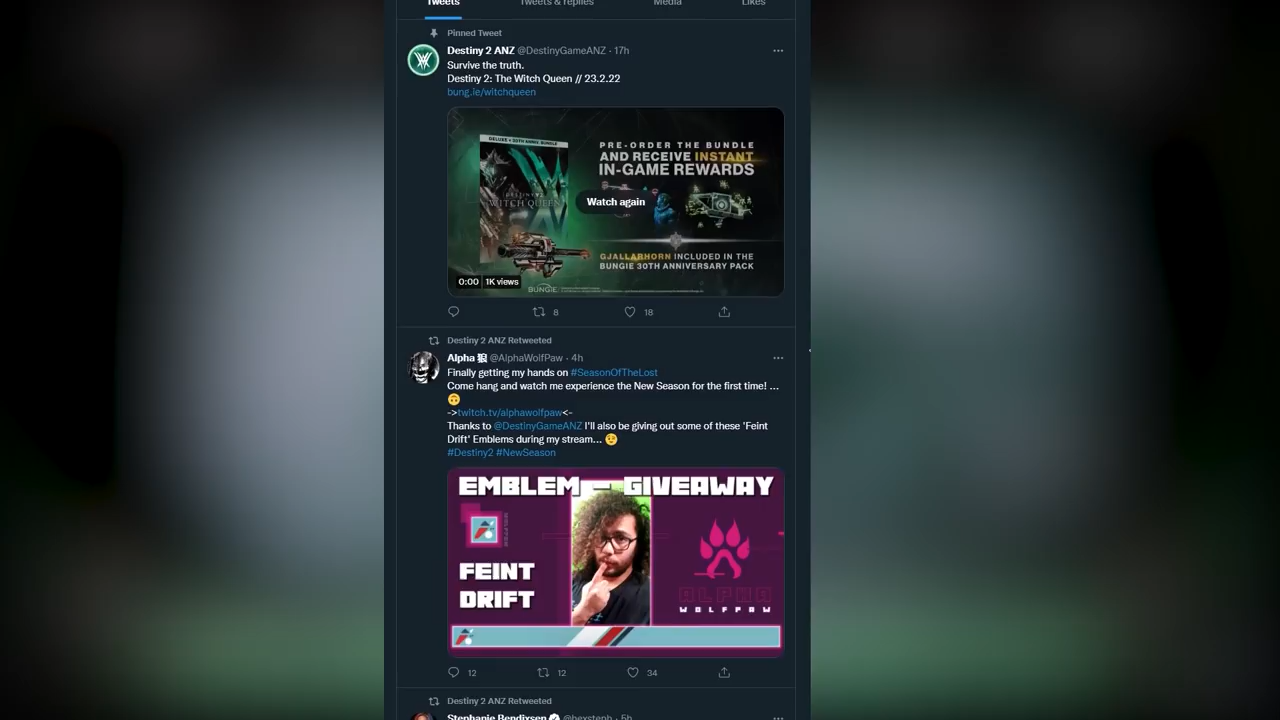 Tweets Tweets & replies Media Likes
Pinned Tweet
Destiny 2 ANZ @DestinyGameANZ · 17h
Survive the truth.
Destiny 2: The Witch Queen // 23.2.22
bung.ie/witchqueen
DELUXE + 30TH ANNIV. BUNDLE
PRE-ORDER THE BUNDLE
AND RECEIVE INSTANT
IN-GAME REWARDS
DESTINY 2
WITCH QUEEN
Watch again
GJALLARHORN INCLUDED IN THE
BUNGIE 30TH ANNIVERSARY PACK
0:00 1K views
BUNGIE
8 18
Destiny 2 ANZ Retweeted
Alpha 狼 @AlphaWolfPaw · 4h
Finally getting my hands on #SeasonOfTheLost
Come hang and watch me experience the New Season for the first time! ...
🙃
->twitch.tv/alphawolfpaw<-
Thanks to @DestinyGameANZ I'll also be giving out some of these 'Feint
Drift' Emblems during my stream... 🤨
#Destiny2 #NewSeason
EMBLEM - GIVEAWAY
FEINT
DRIFT
ALPHA
WOLFPAW
12 12 34
Destiny 2 ANZ Retweeted
Stephanie Bendixsen @hexsteph · 5h